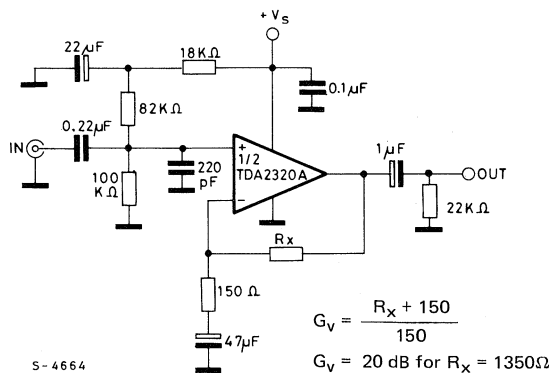 + Vs
22µF
18KΩ
0.1µF
82KΩ
0.22µF
IN
+
1/2
TDA2320A
−
220
pF
100
KΩ
1µF
OUT
22KΩ
Rx
150 Ω
47µF
Gv = Rx + 150
150
Gv = 20 dB for Rx = 1350Ω
S-4664